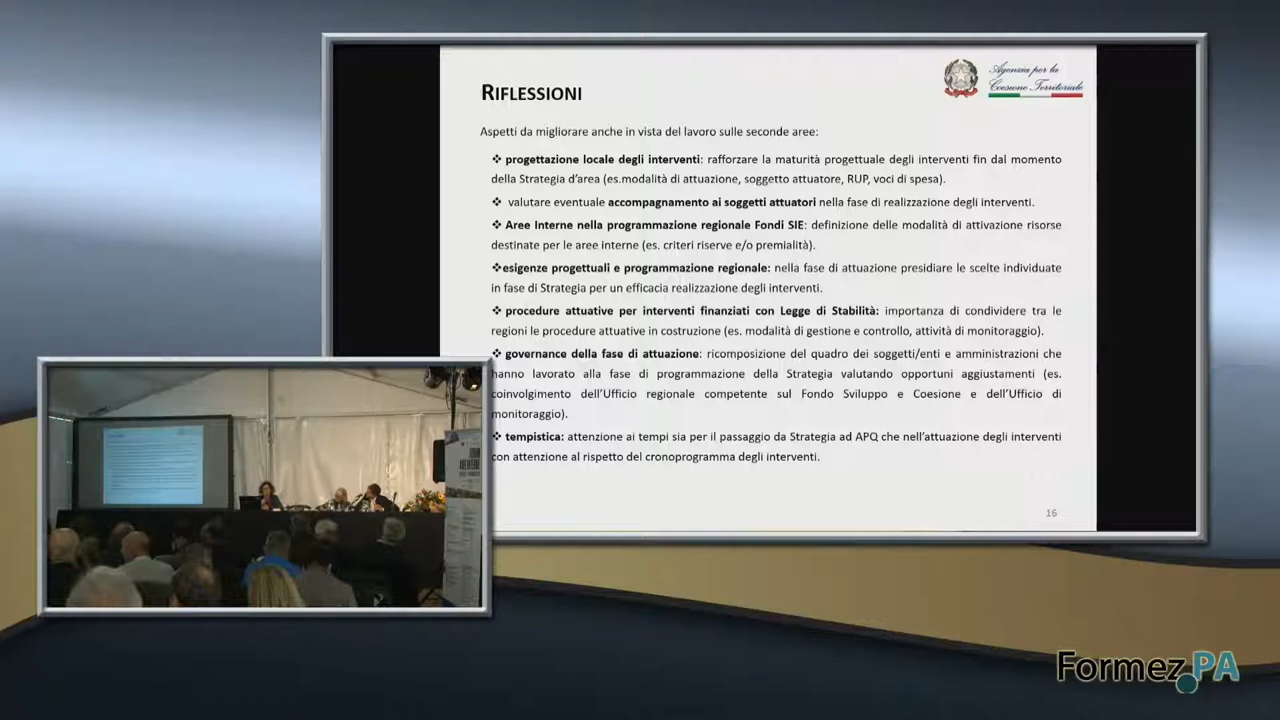 RIFLESSIONI
Agenzia per la
Coesione Territoriale
Aspetti da migliorare anche in vista del lavoro sulle seconde aree:
❖ progettazione locale degli interventi: rafforzare la maturità progettuale degli interventi fin dal momento
della Strategia d'area (es.modalità di attuazione, soggetto attuatore, RUP, voci di spesa).
❖ valutare eventuale accompagnamento ai soggetti attuatori nella fase di realizzazione degli interventi.
❖ Aree Interne nella programmazione regionale Fondi SIE: definizione delle modalità di attivazione risorse
destinate per le aree interne (es. criteri riserve e/o premialità).
❖esigenze progettuali e programmazione regionale: nella fase di attuazione presidiare le scelte individuate
in fase di Strategia per un efficacia realizzazione degli interventi.
❖ procedure attuative per interventi finanziati con Legge di Stabilità: importanza di condividere tra le
regioni le procedure attuative in costruzione (es. modalità di gestione e controllo, attività di monitoraggio).
❖ governance della fase di attuazione: ricomposizione del quadro dei soggetti/enti e amministrazioni che
hanno lavorato alla fase di programmazione della Strategia valutando opportuni aggiustamenti (es.
coinvolgimento dell'Ufficio regionale competente sul Fondo Sviluppo e Coesione e dell'Ufficio di
monitoraggio).
❖ tempistica: attenzione ai tempi sia per il passaggio da Strategia ad APQ che nell'attuazione degli interventi
con attenzione al rispetto del cronoprogramma degli interventi.
16
Formez PA